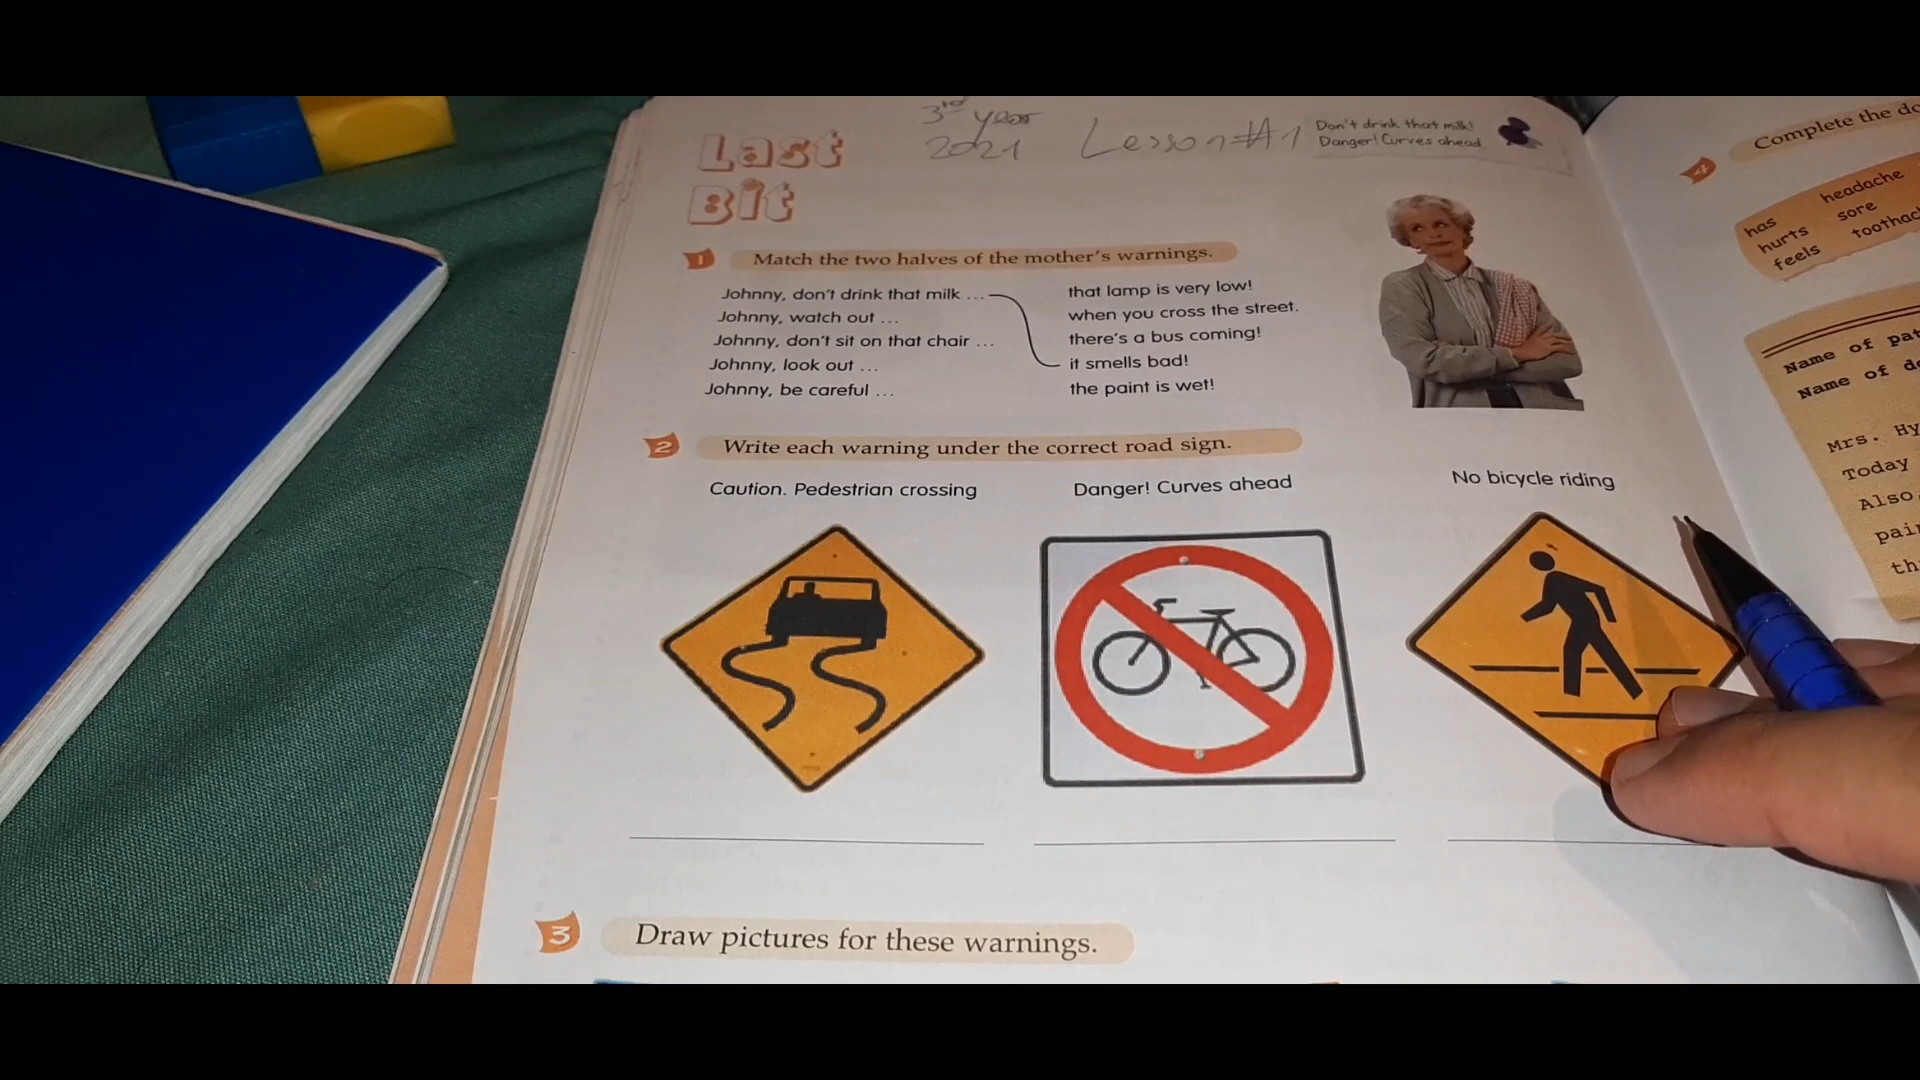 3rd year
2021
Lesson #1
Don't drink that milk!
Danger! Curves ahead.
Last
Bit
1 Match the two halves of the mother's warnings.
Johnny, don't drink that milk ... that lamp is very low!
Johnny, watch out ... when you cross the street.
Johnny, don't sit on that chair ... there's a bus coming!
Johnny, look out ... it smells bad!
Johnny, be careful ... the paint is wet!
2 Write each warning under the correct road sign.
Caution. Pedestrian crossing Danger! Curves ahead No bicycle riding
3 Draw pictures for these warnings.
4 Complete the
has headache
hurts sore
feels
Name of
Name of
Mrs.
Today
Also,